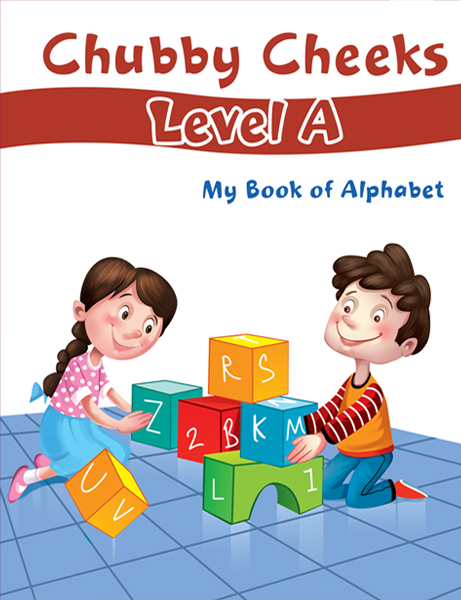 Chubby Cheeks
Level A
My Book of Alphabet
R S
Z 2 B K M
L 1
U V